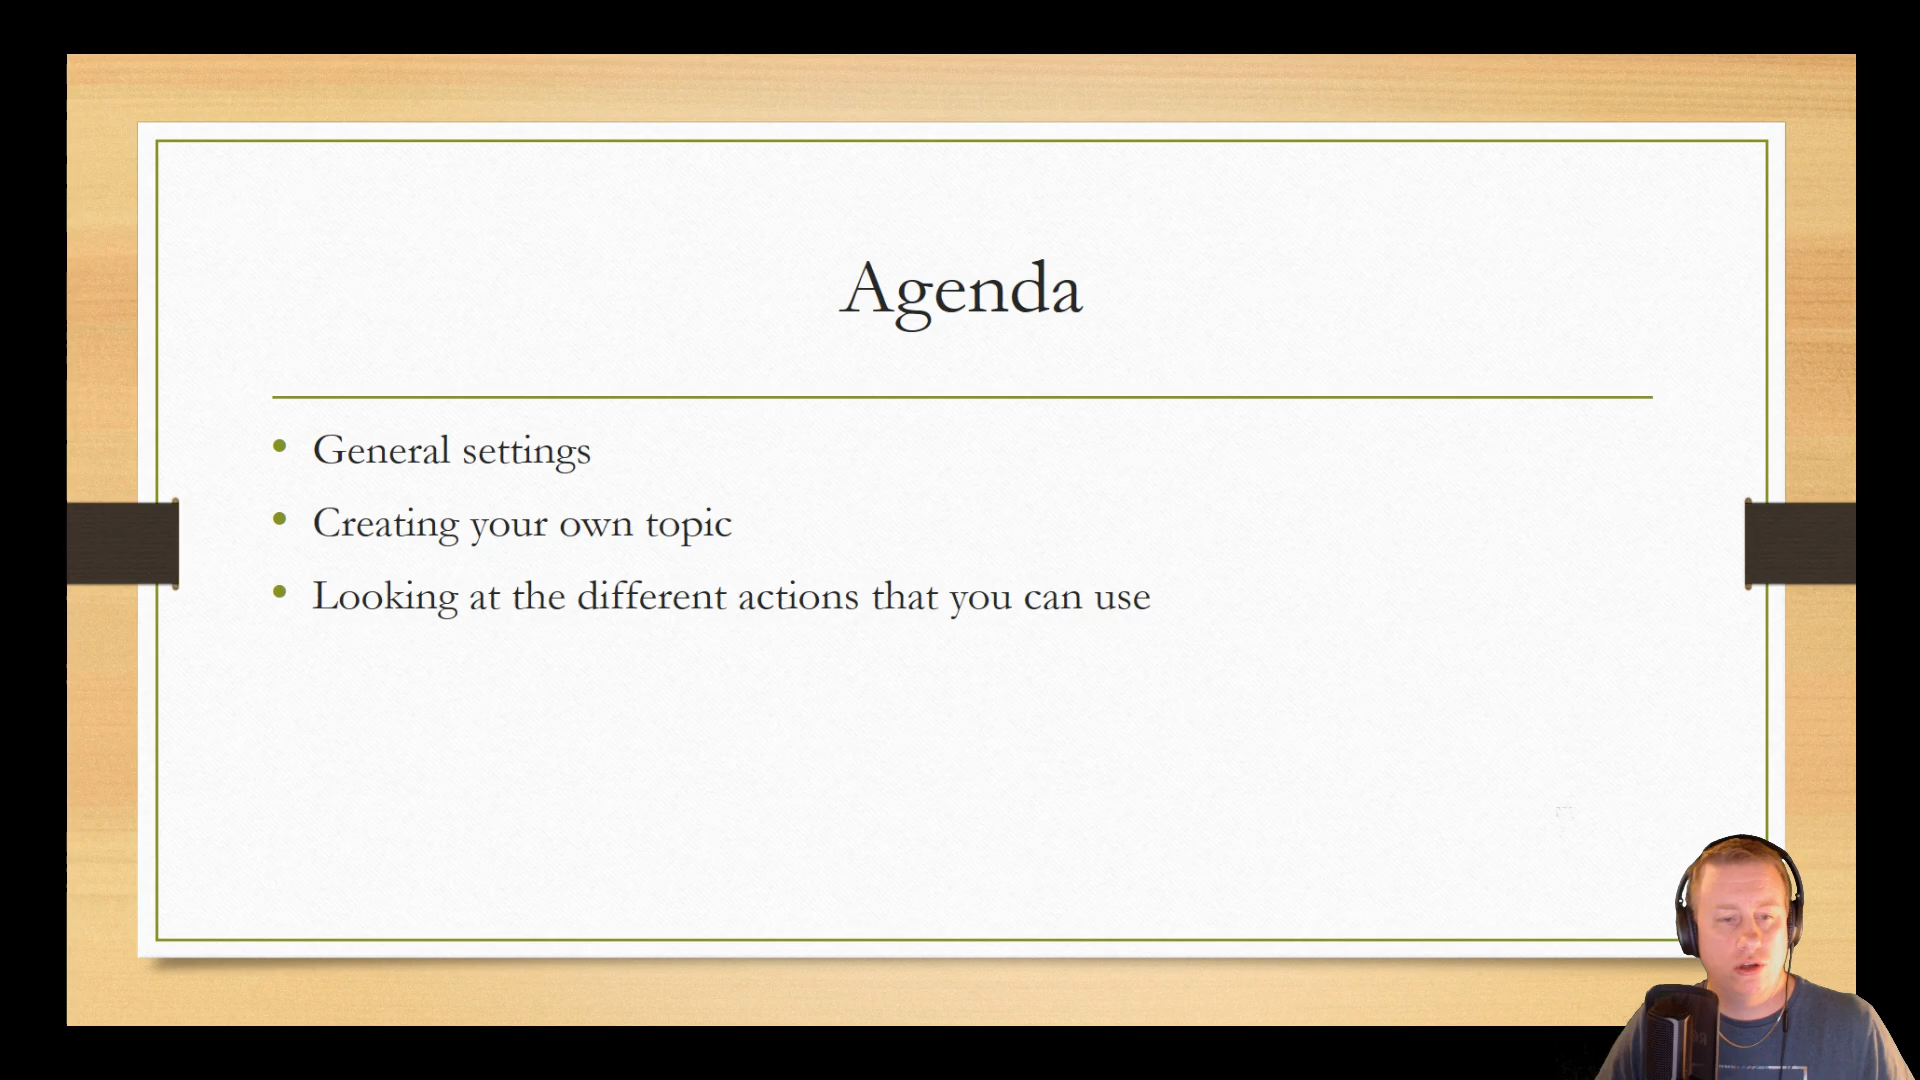 Agenda
• General settings
• Creating your own topic
• Looking at the different actions that you can use